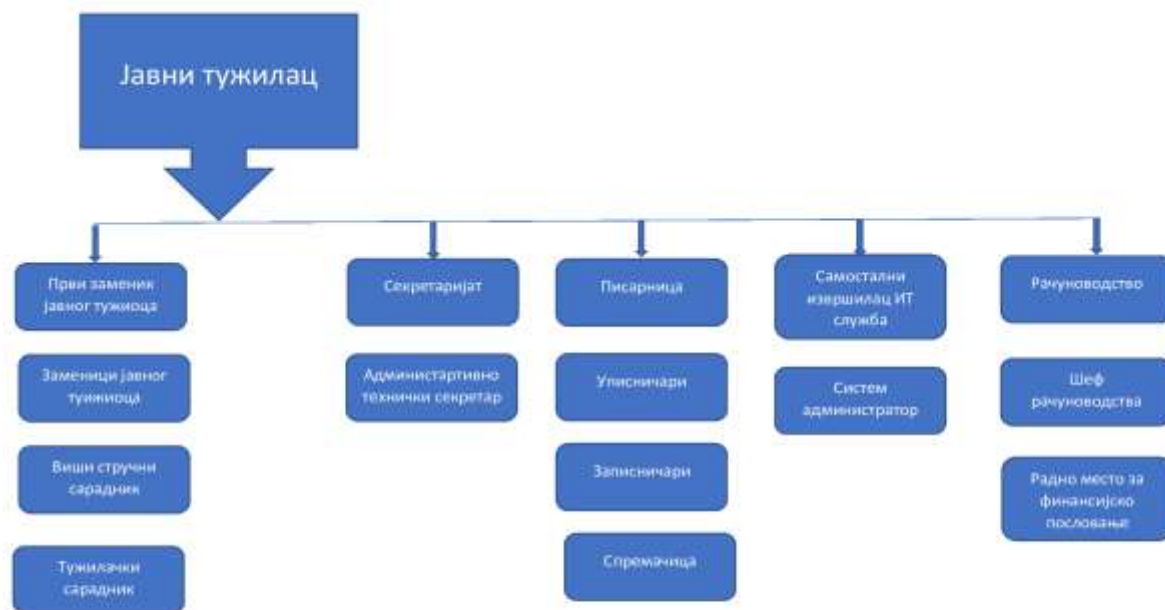 Јавни тужилац
Први заменик
јавног тужиоца
Заменици јавног
туижиоца
Виши стручни
сарадник
Тужилачки
сарадник
Секретаријат
Администартивно
технички секретар
Писарница
Уписничари
Записничари
Спремачица
Самостални
извршилац ИТ
служба
Систем
администратор
Рачуноводство
Шеф
рачуноводства
Радно место за
финансијско
пословање